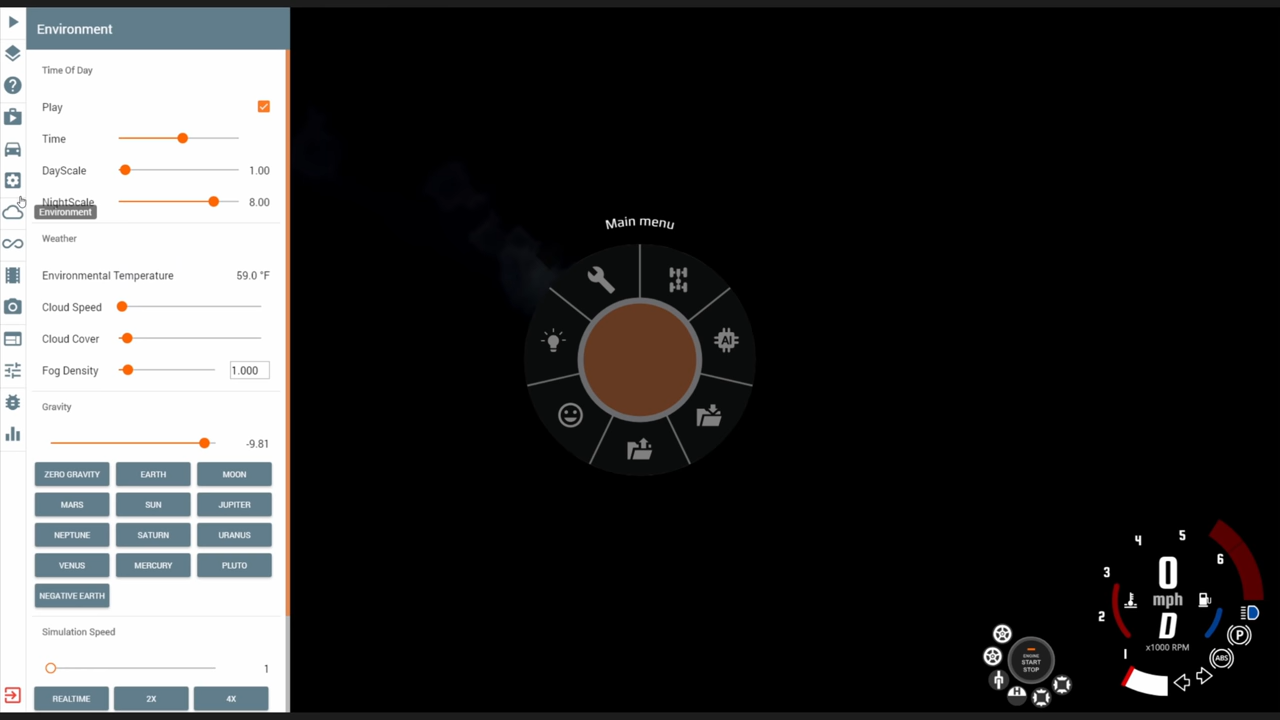 Environment
Time Of Day
Play
Time
DayScale 1.00
NightScale 8.00
Environment
Weather
Environmental Temperature 59.0 °F
Cloud Speed
Cloud Cover
Fog Density 1.000
Gravity
-9.81
ZERO GRAVITY EARTH MOON
MARS SUN JUPITER
NEPTUNE SATURN URANUS
VENUS MERCURY PLUTO
NEGATIVE EARTH
Simulation Speed
1
REALTIME 2X 4X
Main menu
AI
ENGINE
START
STOP
H
1
2
3
4
5
6
0
mph
D
x1000 RPM
P
ABS